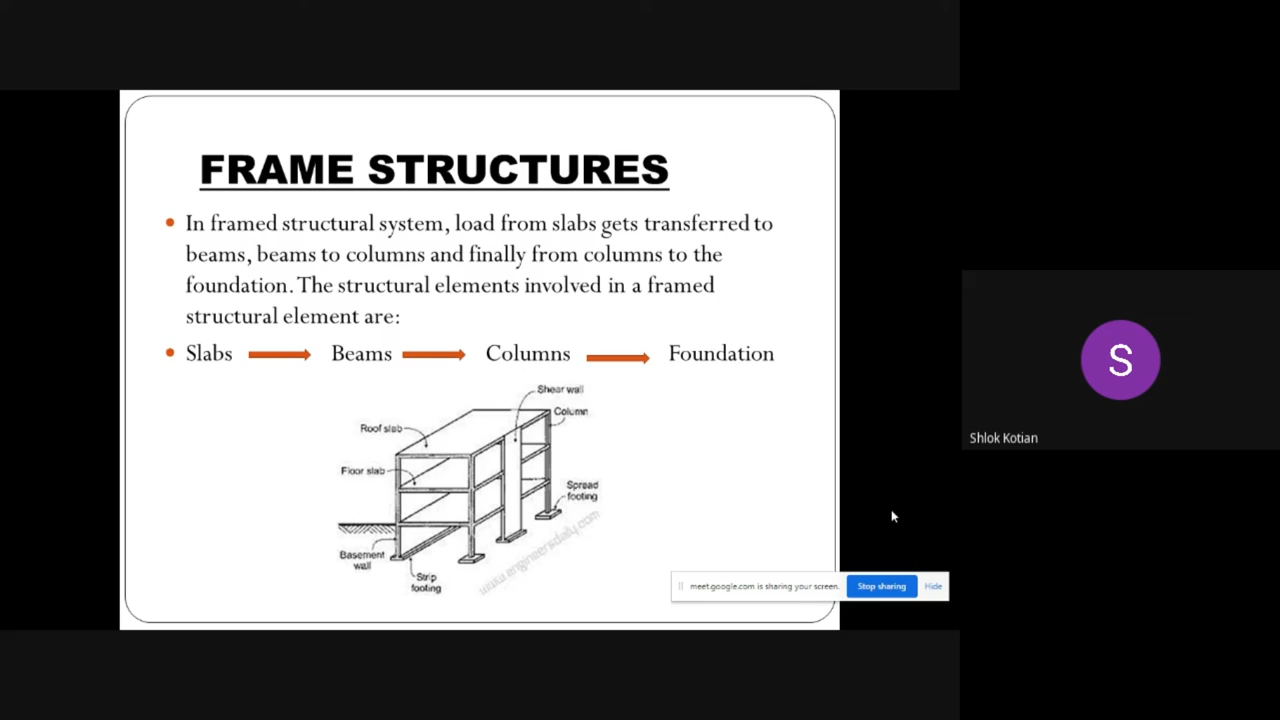 FRAME STRUCTURES
• In framed structural system, load from slabs gets transferred to
beams, beams to columns and finally from columns to the
foundation. The structural elements involved in a framed
structural element are:
• Slabs Beams Columns Foundation
Shear wall
Column
Roof slab
Floor slab
Spread
footing
Basement
wall
Strip
footing
www.engineersdaily.com
meet.google.com is sharing your screen. Stop sharing Hide
S
Shlok Kotian